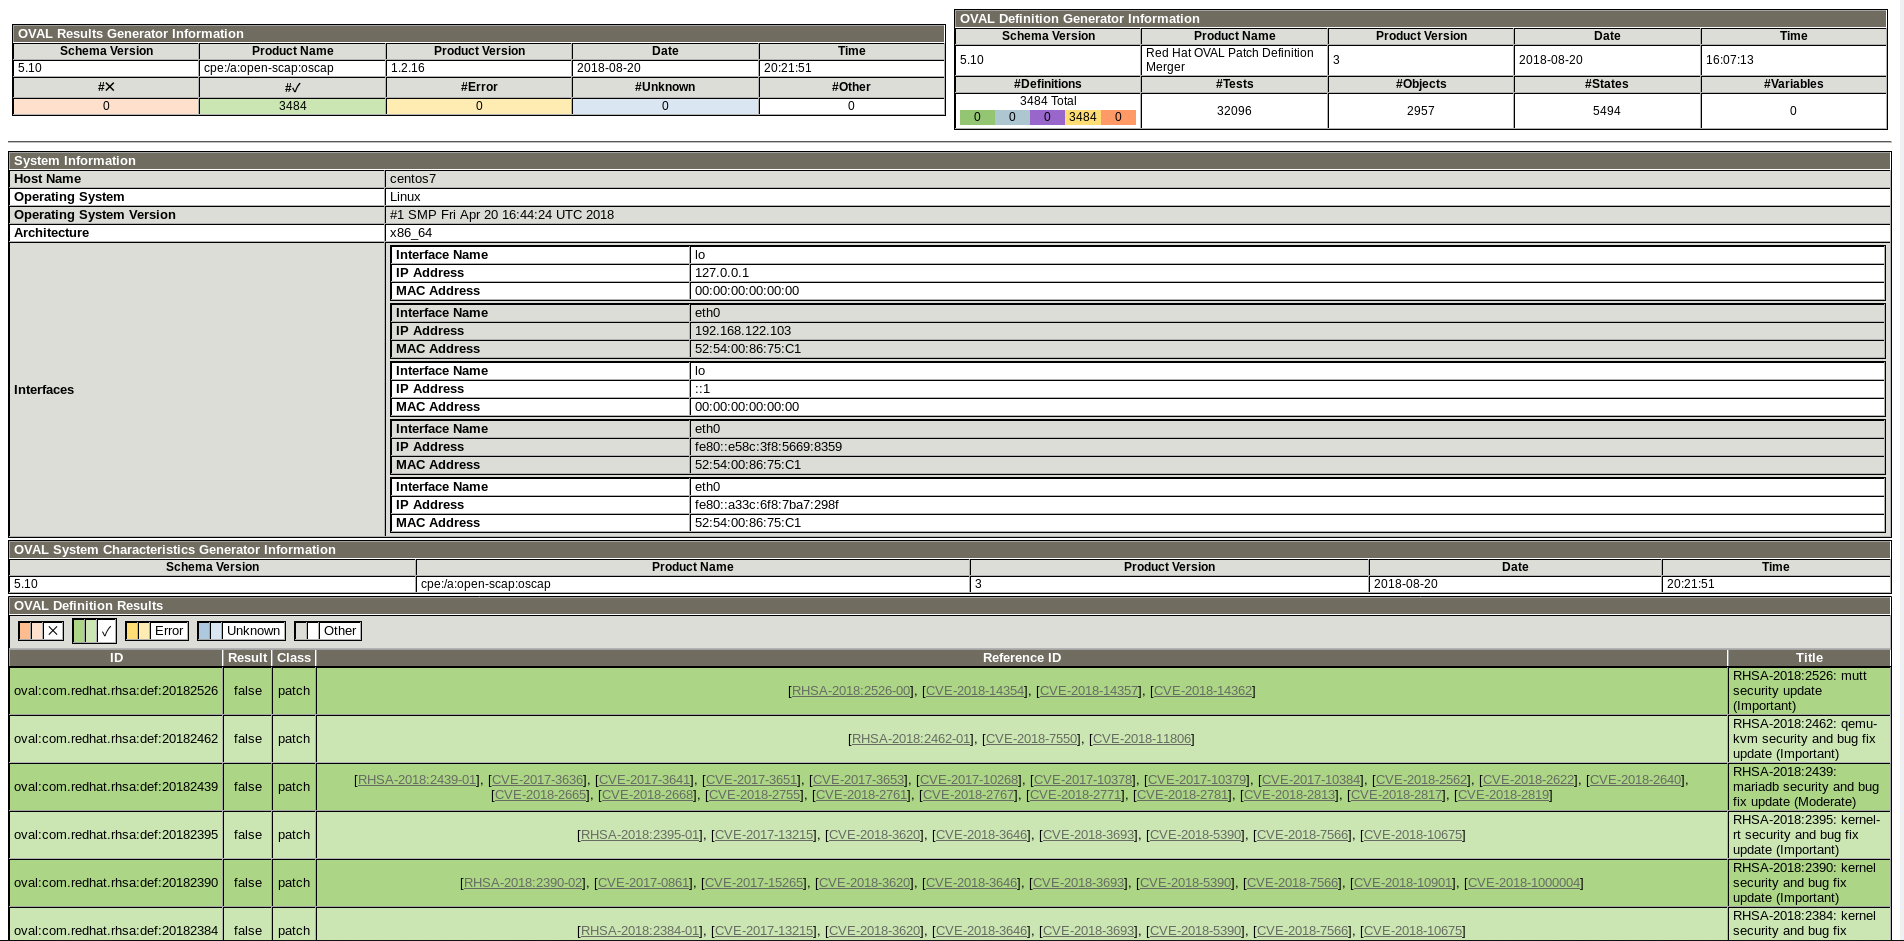 OVAL Results Generator Information
Schema Version Product Name Product Version Date Time
5.10 cpe:/a:open-scap:oscap 1.2.16 2018-08-20 20:21:51
#✕ #✓ #Error #Unknown #Other
0 3484 0 0 0
OVAL Definition Generator Information
Schema Version Product Name Product Version Date Time
5.10 Red Hat OVAL Patch Definition Merger 3 2018-08-20 16:07:13
#Definitions #Tests #Objects #States #Variables
3484 Total
0 0 0 3484 0 32096 2957 5494 0
System Information
Host Name centos7
Operating System Linux
Operating System Version #1 SMP Fri Apr 20 16:44:24 UTC 2018
Architecture x86_64
Interfaces
Interface Name lo
IP Address 127.0.0.1
MAC Address 00:00:00:00:00:00
Interface Name eth0
IP Address 192.168.122.103
MAC Address 52:54:00:86:75:C1
Interface Name lo
IP Address ::1
MAC Address 00:00:00:00:00:00
Interface Name eth0
IP Address fe80::e58c:3f8:5669:8359
MAC Address 52:54:00:86:75:C1
Interface Name eth0
IP Address fe80::a33c:6f8:7ba7:298f
MAC Address 52:54:00:86:75:C1
OVAL System Characteristics Generator Information
Schema Version Product Name Product Version Date Time
5.10 cpe:/a:open-scap:oscap 3 2018-08-20 20:21:51
OVAL Definition Results
✕ ✓ Error Unknown Other
ID Result Class Reference ID Title
oval:com.redhat.rhsa:def:20182526 false patch [RHSA-2018:2526-00], [CVE-2018-14354], [CVE-2018-14357], [CVE-2018-14362]
RHSA-2018:2526: mutt
security update
(Important)
oval:com.redhat.rhsa:def:20182462 false patch [RHSA-2018:2462-01], [CVE-2018-7550], [CVE-2018-11806]
RHSA-2018:2462: qemu-
kvm security and bug fix
update (Important)
oval:com.redhat.rhsa:def:20182439 false patch [RHSA-2018:2439-01], [CVE-2017-3636], [CVE-2017-3641], [CVE-2017-3651], [CVE-2017-3653], [CVE-2017-10268], [CVE-2017-10378], [CVE-2017-10379], [CVE-2017-10384], [CVE-2018-2562], [CVE-2018-2622], [CVE-2018-2640],
[CVE-2018-2665], [CVE-2018-2668], [CVE-2018-2755], [CVE-2018-2761], [CVE-2018-2767], [CVE-2018-2771], [CVE-2018-2781], [CVE-2018-2813], [CVE-2018-2817], [CVE-2018-2819]
RHSA-2018:2439:
mariadb security and bug
fix update (Moderate)
oval:com.redhat.rhsa:def:20182395 false patch [RHSA-2018:2395-01], [CVE-2017-13215], [CVE-2018-3620], [CVE-2018-3646], [CVE-2018-3693], [CVE-2018-5390], [CVE-2018-7566], [CVE-2018-10675]
RHSA-2018:2395: kernel-
rt security and bug fix
update (Important)
oval:com.redhat.rhsa:def:20182390 false patch [RHSA-2018:2390-02], [CVE-2017-0861], [CVE-2017-15265], [CVE-2018-3620], [CVE-2018-3646], [CVE-2018-3693], [CVE-2018-5390], [CVE-2018-7566], [CVE-2018-10901], [CVE-2018-1000004]
RHSA-2018:2390: kernel
security and bug fix
update (Important)
oval:com.redhat.rhsa:def:20182384 false patch [RHSA-2018:2384-01], [CVE-2017-13215], [CVE-2018-3620], [CVE-2018-3646], [CVE-2018-3693], [CVE-2018-5390], [CVE-2018-7566], [CVE-2018-10675]
RHSA-2018:2384: kernel
security and bug fix